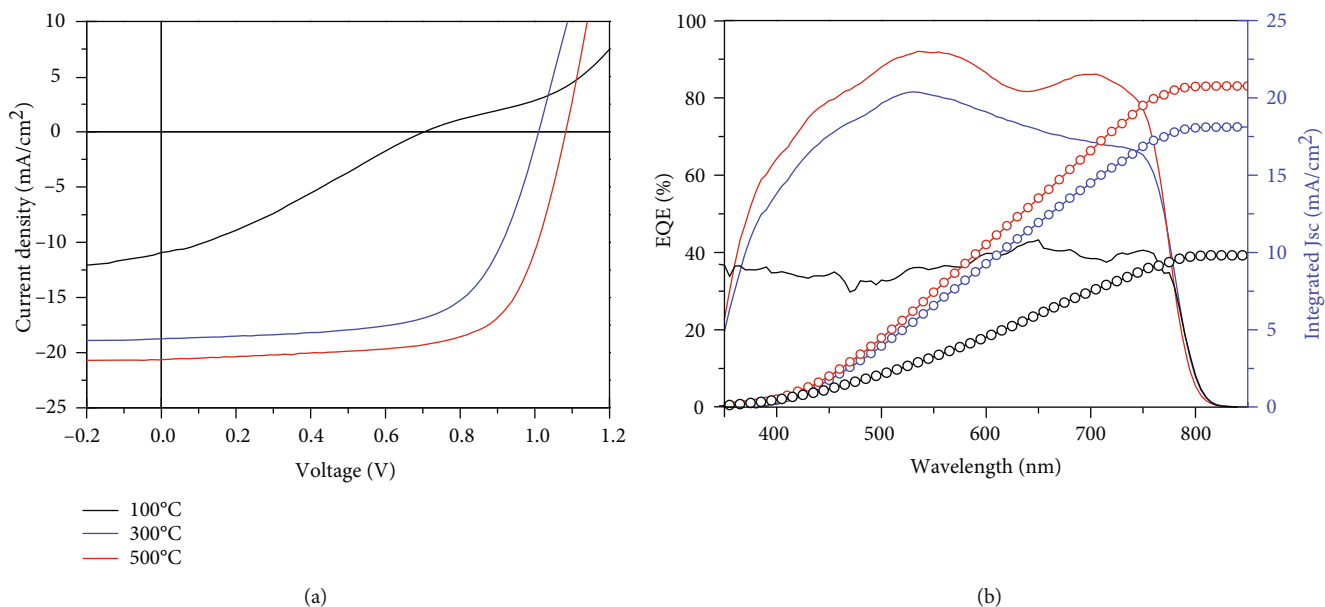 10
5
0
−5
−10
−15
−20
−25
Current density (mA/cm²)
−0.2 0.0 0.2 0.4 0.6 0.8 1.0 1.2
Voltage (V)
100°C
300°C
500°C
(a)
100
80
60
40
20
0
EQE (%)
400 500 600 700 800
Wavelength (nm)
25
20
15
10
5
0
Integrated Jsc (mA/cm²)
(b)